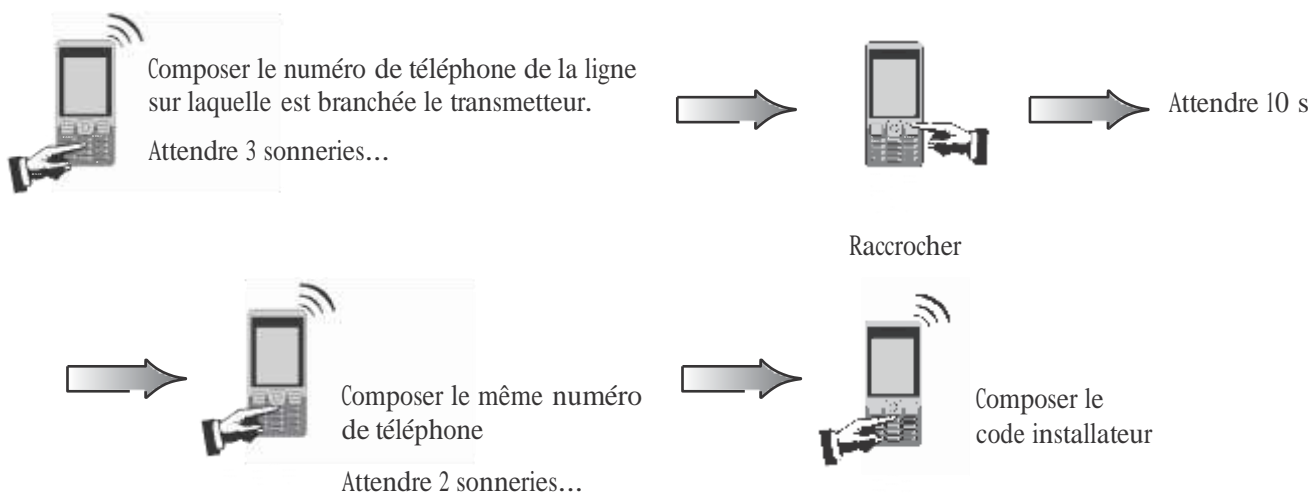 Composer le numéro de téléphone de la ligne
sur laquelle est branchée le transmetteur.
Attendre 3 sonneries...
Attendre 10 s
Raccrocher
Composer le même numéro
de téléphone
Attendre 2 sonneries...
Composer le
code installateur